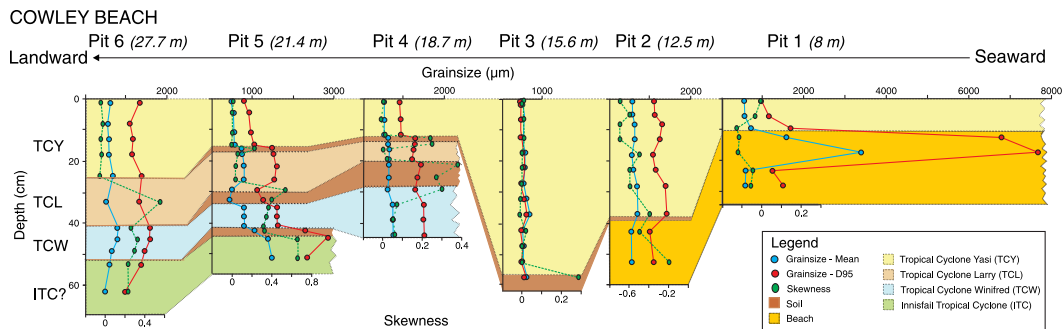 COWLEY BEACH
Pit 6 (27.7 m) Pit 5 (21.4 m) Pit 4 (18.7 m) Pit 3 (15.6 m) Pit 2 (12.5 m) Pit 1 (8 m)
Landward Seaward
Grainsize (µm)
2000 1000 3000 2000 1000 2000 0 1000 2000 3000 4000 5000 6000 7000 8000
0
TCY
20
TCL
40
TCW
60
ITC?
Depth (cm)
0 0.4
0 0.4
0 0.2 0.4
0 0.2
-0.6 -0.2
0 0.2
Skewness
Legend
Grainsize - Mean
Grainsize - D95
Skewness
Soil
Beach
Tropical Cyclone Yasi (TCY)
Tropical Cyclone Larry (TCL)
Tropical Cyclone Winifred (TCW)
Innisfail Tropical Cyclone (ITC)